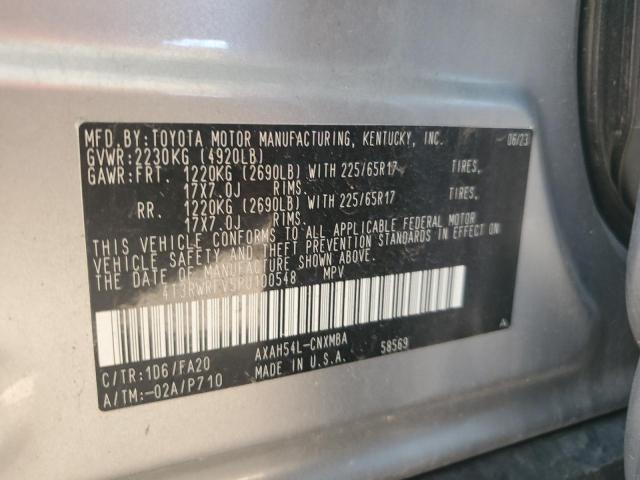 MFD.BY:TOYOTA MOTOR MANUFACTURING, KENTUCKY, INC. 06/23
GVWR:2230KG (4920LB)
GAWR:FRT. 1220KG (2690LB) WITH 225/65R17 TIRES,
17X7.0J RIMS.
RR. 1220KG (2690LB) WITH 225/65R17 TIRES,
17X7.0J RIMS.
THIS VEHICLE CONFORMS TO ALL APPLICABLE FEDERAL MOTOR
VEHICLE SAFETY AND THEFT PREVENTION STANDARDS IN EFFECT ON
THE DATE OF MANUFACTURE SHOWN ABOVE.
4T3RWRFV5PU100548 MPV
C/TR:1D6/FA20 AXAH54L-CNXMBA 58569
A/TM:-02A/P710 MADE IN U.S.A.